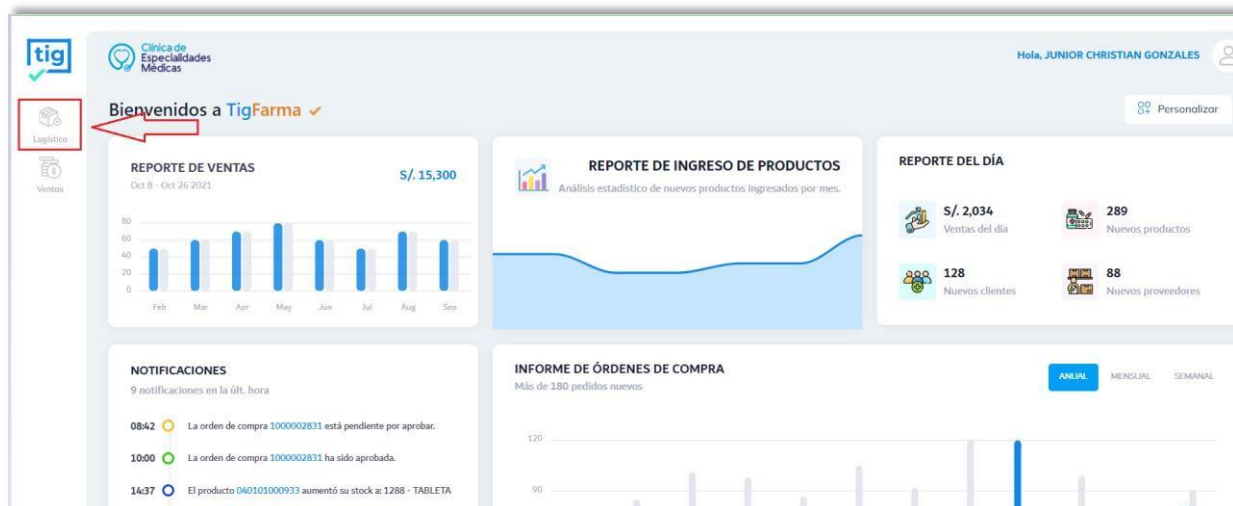 tig
Clínica de
Especialidades
Médicas
Hola, JUNIOR CHRISTIAN GONZALES
Bienvenidos a TigFarma
Personalizar
Logístico
Ventas
REPORTE DE VENTAS
Oct 8 - Oct 26 2021
S/. 15,300
80
60
40
20
0
Feb Mar Apr May Jun Jul Aug Sep
REPORTE DE INGRESO DE PRODUCTOS
Análisis estadístico de nuevos productos ingresados por mes.
REPORTE DEL DÍA
S/. 2,034
Ventas del día
289
Nuevos productos
128
Nuevos clientes
88
Nuevos proveedores
NOTIFICACIONES
9 notificaciones en la últ. hora
08:42 La orden de compra 1000002831 está pendiente por aprobar.
10:00 La orden de compra 1000002831 ha sido aprobada.
14:37 El producto 040101000933 aumentó su stock a: 1288 - TABLETA
INFORME DE ÓRDENES DE COMPRA
Más de 180 pedidos nuevos
ANUAL MENSUAL SEMANAL
120
90